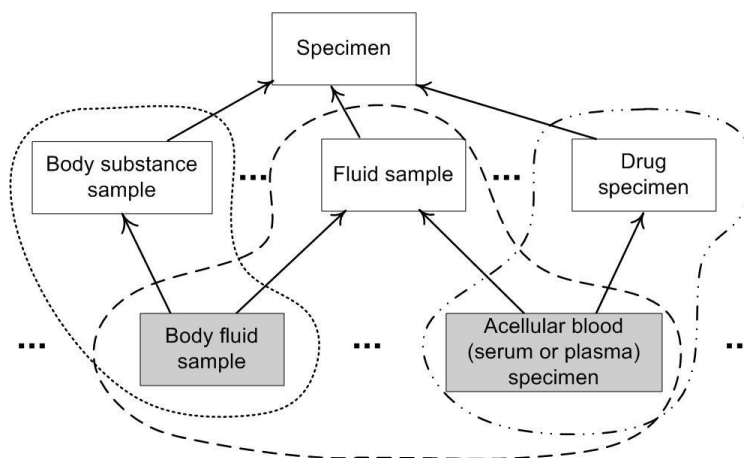 Specimen
Body substance
sample
...
Fluid sample
...
Drug
specimen
...
Body fluid
sample
...
Acellular blood
(serum or plasma)
specimen
...